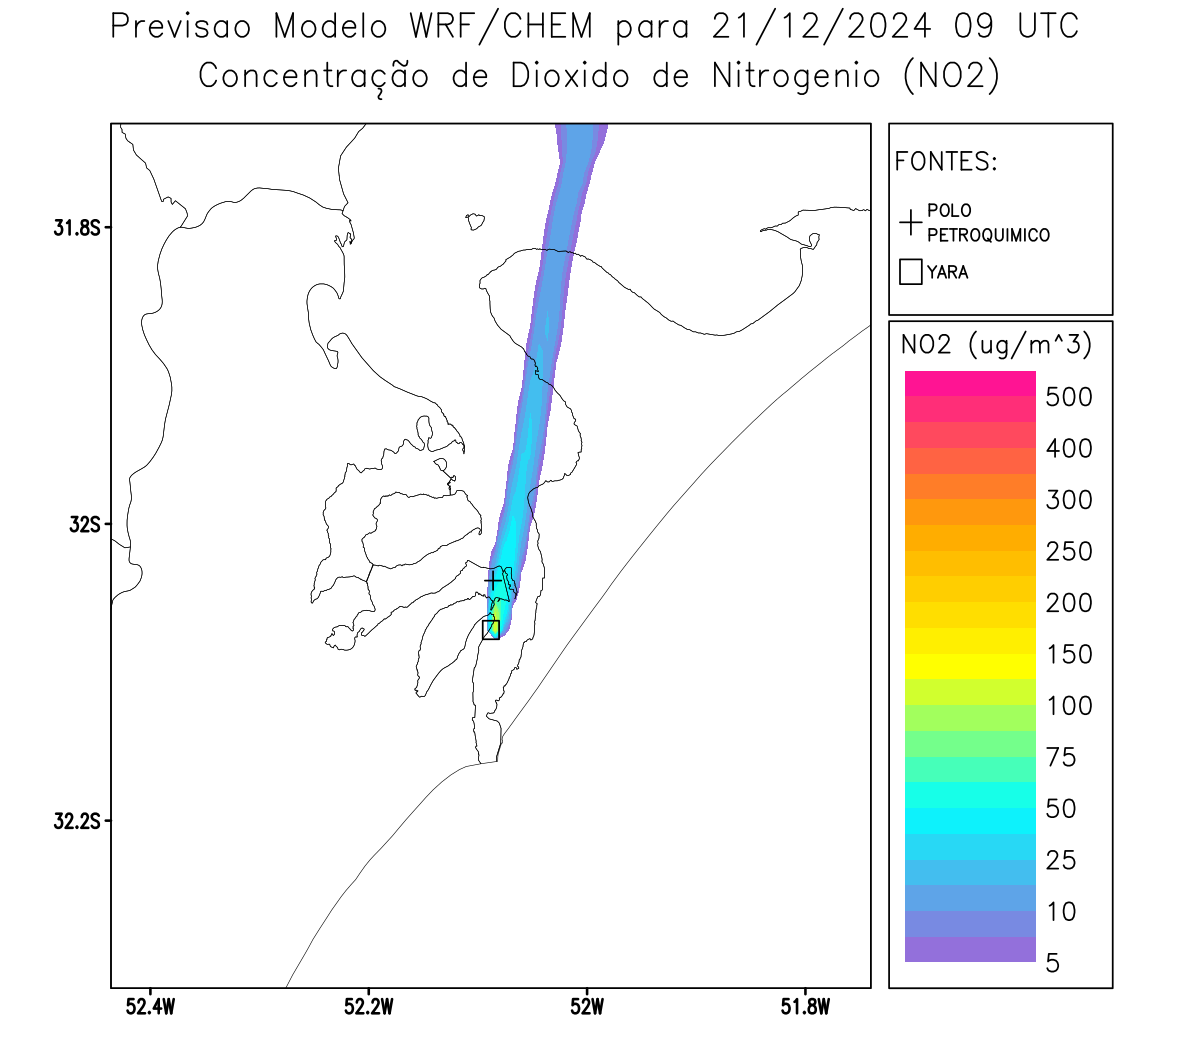 Previsao Modelo WRF/CHEM para 21/12/2024 09 UTC
Concentração de Dioxido de Nitrogenio (NO2)
FONTES:
POLO
PETROQUIMICO
YARA
NO2 (ug/m^3)
500
400
300
250
200
150
100
75
50
25
10
5
31.8S
32S
32.2S
52.4W
52.2W
52W
51.8W